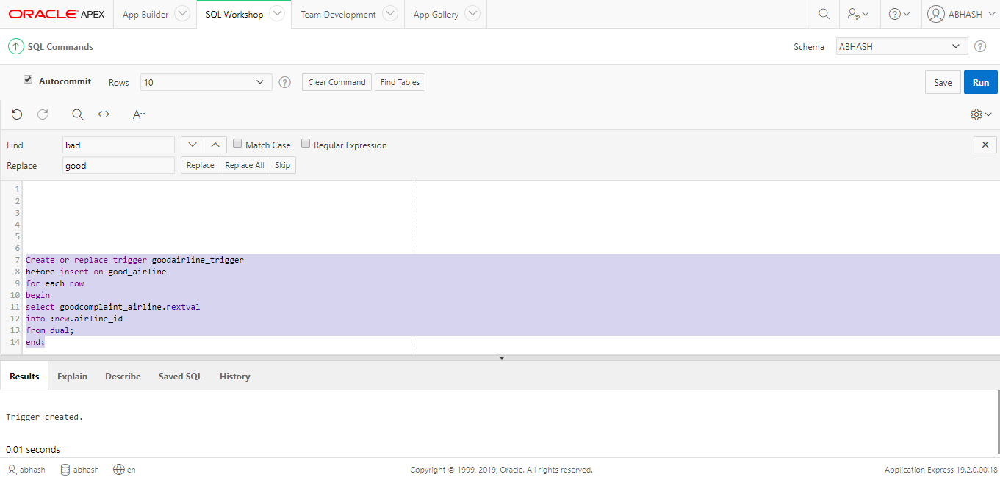 ORACLE APEX App Builder SQL Workshop Team Development App Gallery ABHASH
SQL Commands Schema ABHASH ?
Autocommit Rows 10 ? Clear Command Find Tables Save Run
A··
Find bad Match Case Regular Expression
Replace good Replace Replace All Skip
1
2
3
4
5
6
7 Create or replace trigger goodairline_trigger
8 before insert on good_airline
9 for each row
10 begin
11 select goodcomplaint_airline.nextval
12 into :new.airline_id
13 from dual;
14 end;
Results Explain Describe Saved SQL History
Trigger created.
0.01 seconds
abhash abhash en Copyright © 1999, 2019, Oracle. All rights reserved. Application Express 19.2.0.00.18